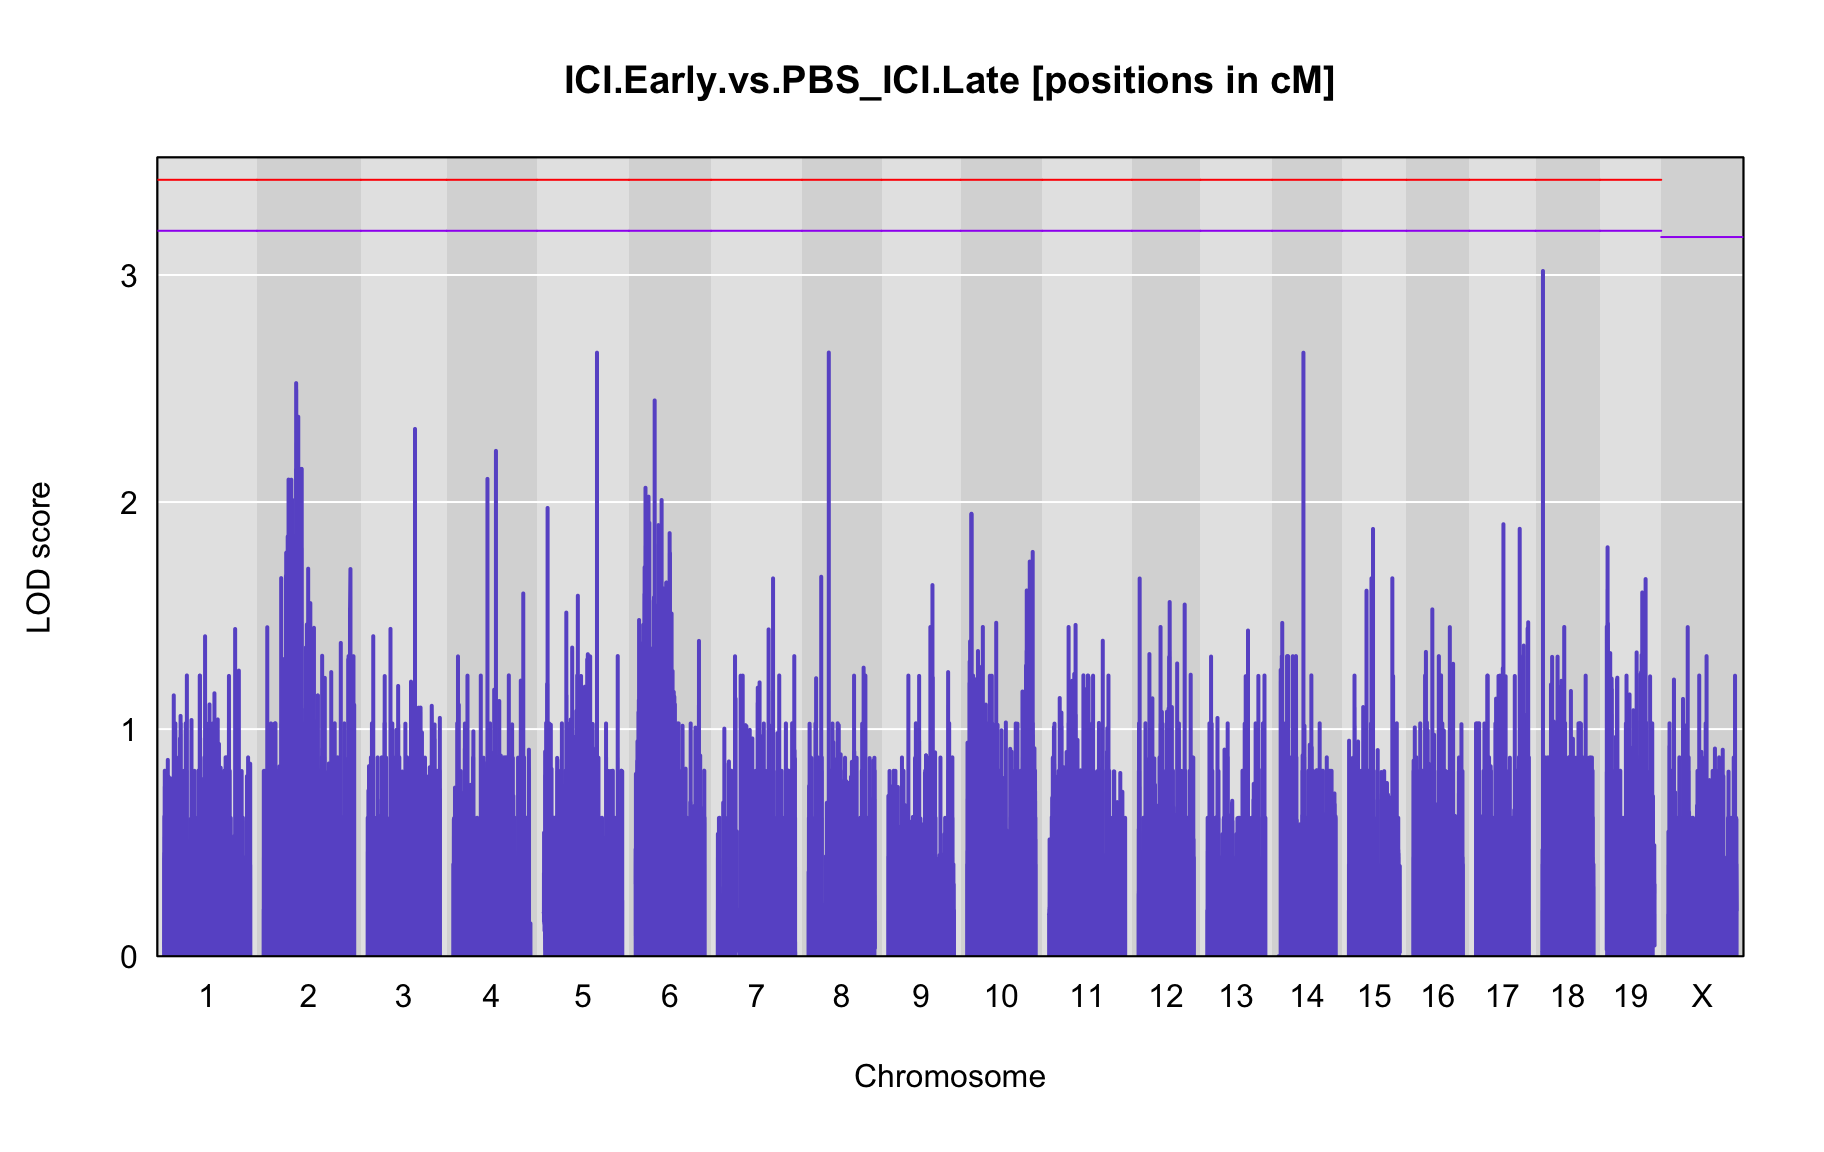 ICI.Early.vs.PBS_ICI.Late [positions in cM]
3
2
1
0
LOD score
1 2 3 4 5 6 7 8 9 10 11 12 13 14 15 16 17 18 19 X
Chromosome